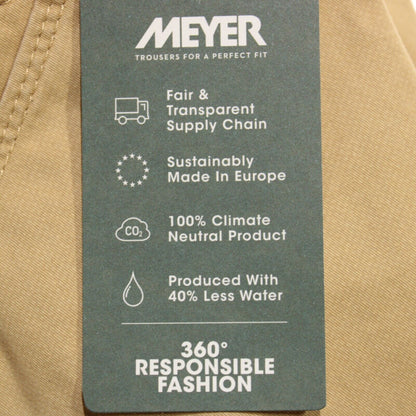 MEYER
TROUSERS FOR A PERFECT FIT
Fair &
Transparent
Supply Chain
Sustainably
Made In Europe
CO₂
100% Climate
Neutral Product
Produced With
40% Less Water
360°
RESPONSIBLE
FASHION